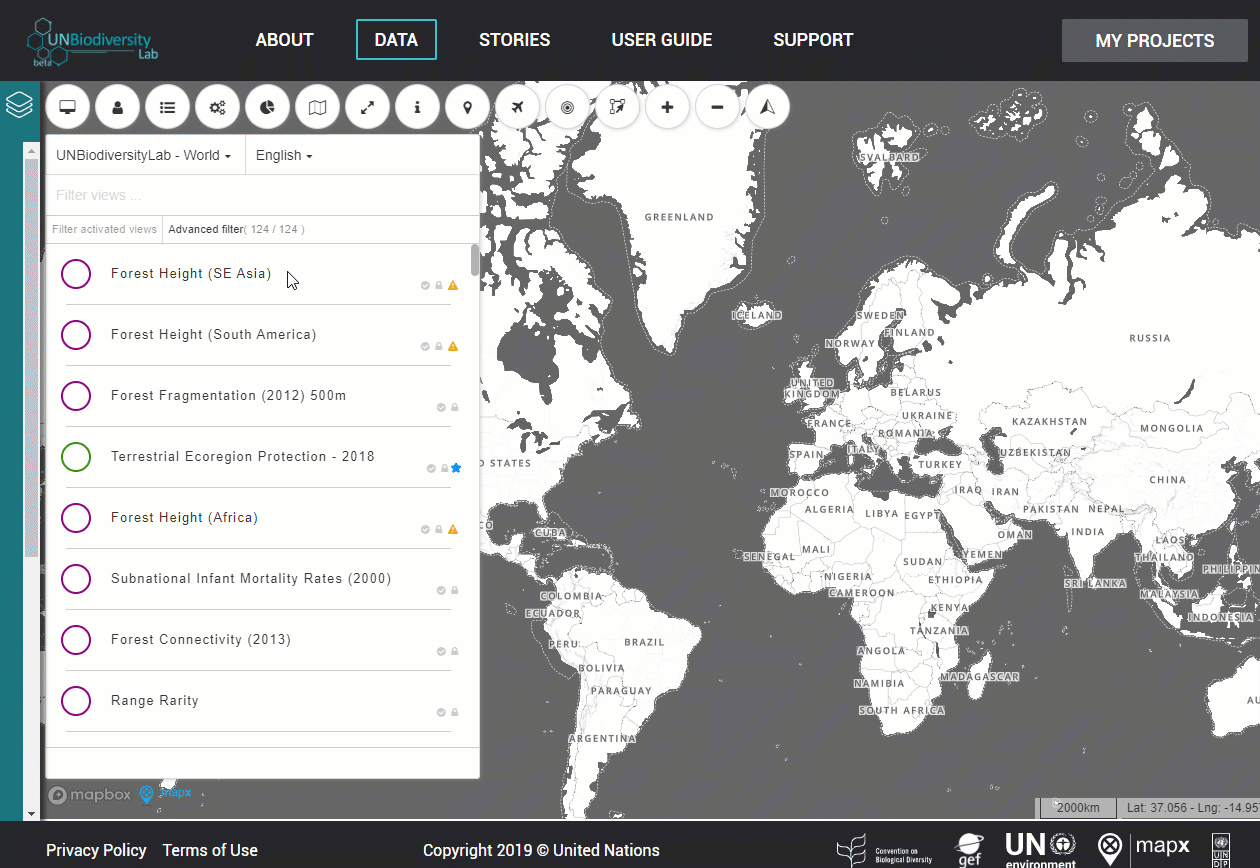 UNBiodiversity
Lab
beta
ABOUT
DATA
STORIES
USER GUIDE
SUPPORT
MY PROJECTS
UNBiodiversityLab - World
English
Filter views ...
Filter activated views
Advanced filter( 124 / 124 )
Forest Height (SE Asia)
Forest Height (South America)
Forest Fragmentation (2012) 500m
Terrestrial Ecoregion Protection - 2018
Forest Height (Africa)
Subnational Infant Mortality Rates (2000)
Forest Connectivity (2013)
Range Rarity
SVALBARD
GREENLAND
ICELAND
SWEDEN
FINLAND
NORWAY
RUSSIA
UNITED
KINGDOM
BELARUS
UKRAINE
FRANCE
ROMANIA
KAZAKHSTAN
MONGOLIA
SPAIN
ITALY
TURKEY
UZBEKISTAN
D STATES
CHINA
MOROCCO
ALGERIA
LIBYA
EGYPT
IRAQ
IRAN
PAKISTAN
NEPAL
CO
CUBA
OMAN
INDIA
LAOS
SENEGAL
MALI
SUDAN
YEMEN
THAILAND
PHILIPPIN
NIGERIA
ETHIOPIA
SRI LANKA
CAMEROON
MALAYSIA
COLOMBIA
ECUADOR
KENYA
INDONESIA
PERU
BRAZIL
TANZANIA
BOLIVIA
ANGOLA
MADAGASCAR
PARAGUAY
NAMIBIA
SOUTH AFRICA
AU
ARGENTINA
mapbox
mapx
2000km
Lat: 37.056 - Lng: -14.95
Privacy Policy
Terms of Use
Copyright 2019 © United Nations
Convention on
Biological Diversity
gef
UN
environment
mapx
U N
D P